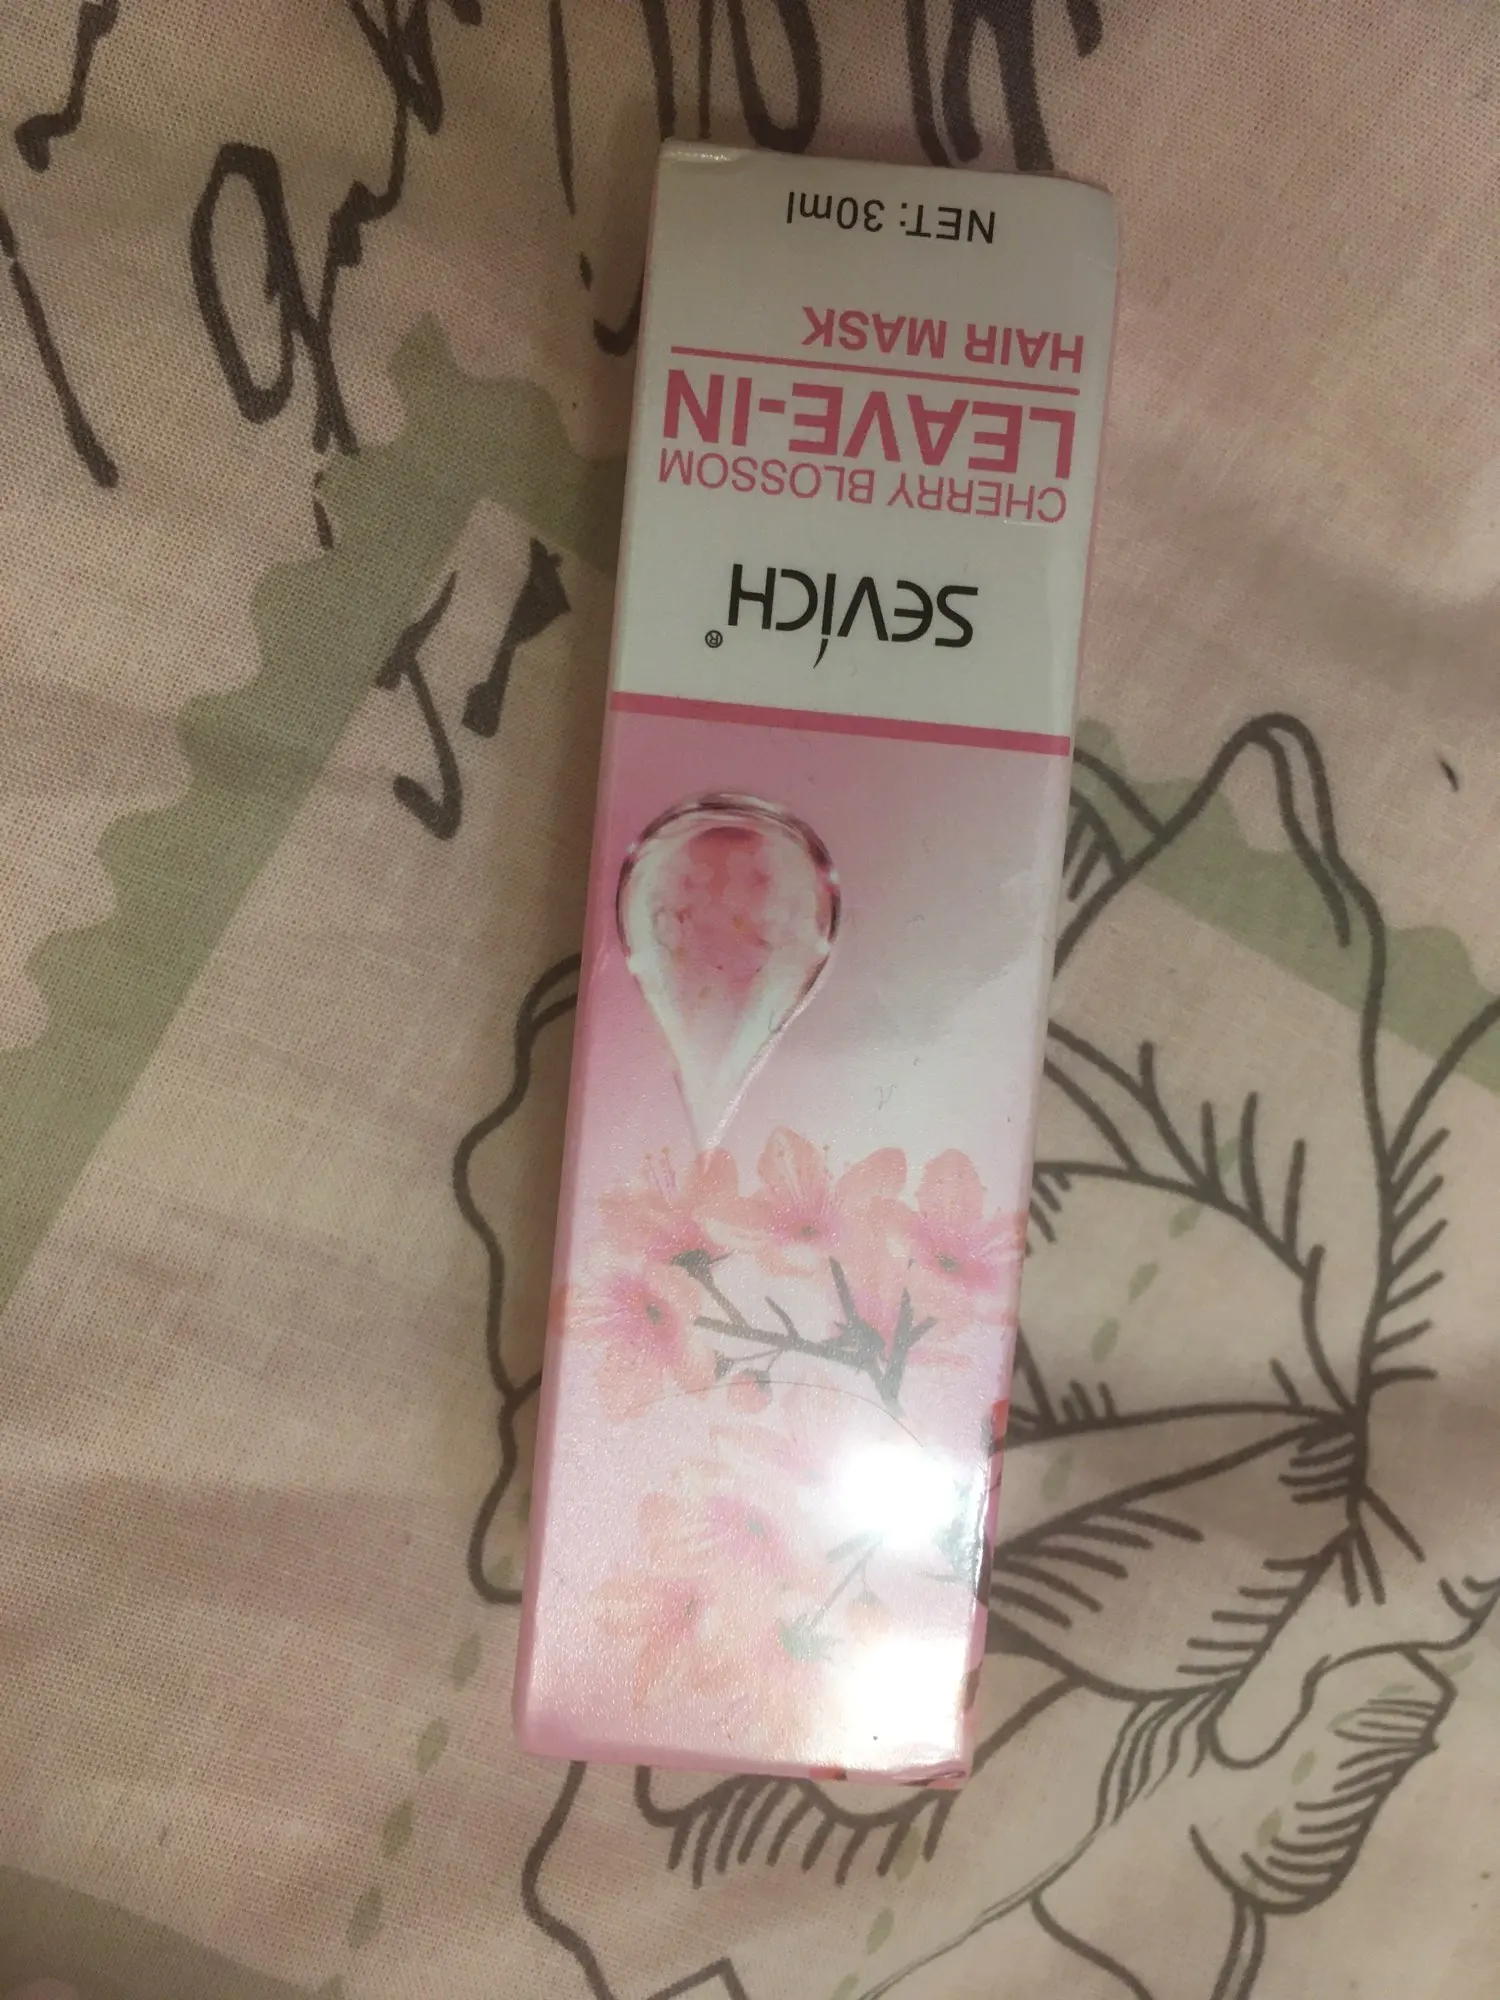 SEVICH®
CHERRY BLOSSOM
LEAVE-IN
HAIR MASK
NET: 30ml